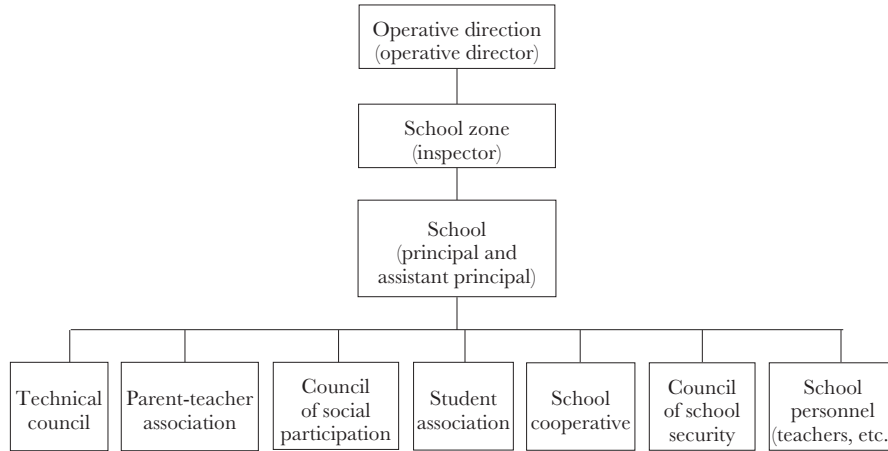 Operative direction
(operative director)
School zone
(inspector)
School
(principal and
assistant principal)
Technical
council
Parent-teacher
association
Council
of social
participation
Student
association
School
cooperative
Council
of school
security
School
personnel
(teachers, etc.